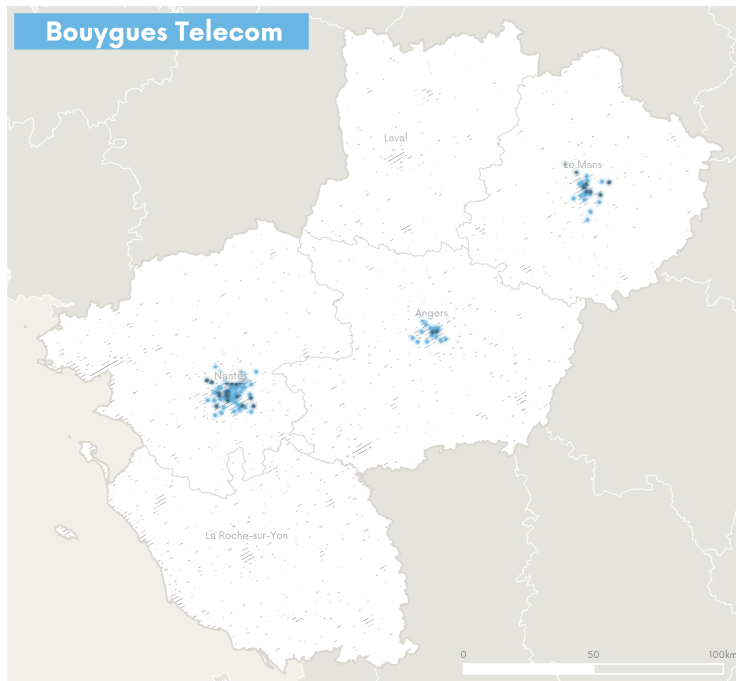 Bouygues Telecom
Laval
Le Mans
Angers
Nantes
La Roche-sur-Yon
0 50 100km